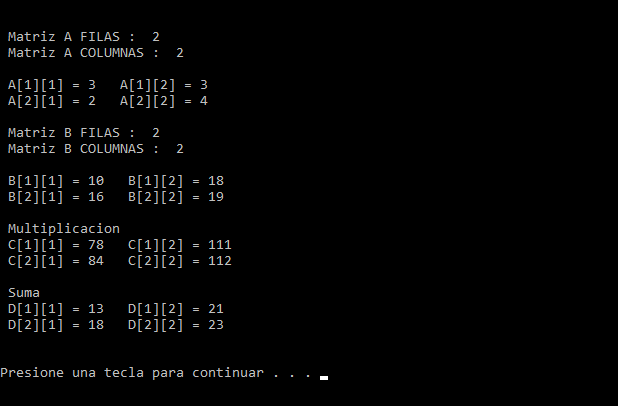 Matriz A FILAS :  2
Matriz A COLUMNAS :  2
A[1][1] = 3   A[1][2] = 3
A[2][1] = 2   A[2][2] = 4
Matriz B FILAS :  2
Matriz B COLUMNAS :  2
B[1][1] = 10   B[1][2] = 18
B[2][1] = 16   B[2][2] = 19
Multiplicacion
C[1][1] = 78   C[1][2] = 111
C[2][1] = 84   C[2][2] = 112
Suma
D[1][1] = 13   D[1][2] = 21
D[2][1] = 18   D[2][2] = 23
Presione una tecla para continuar . . .